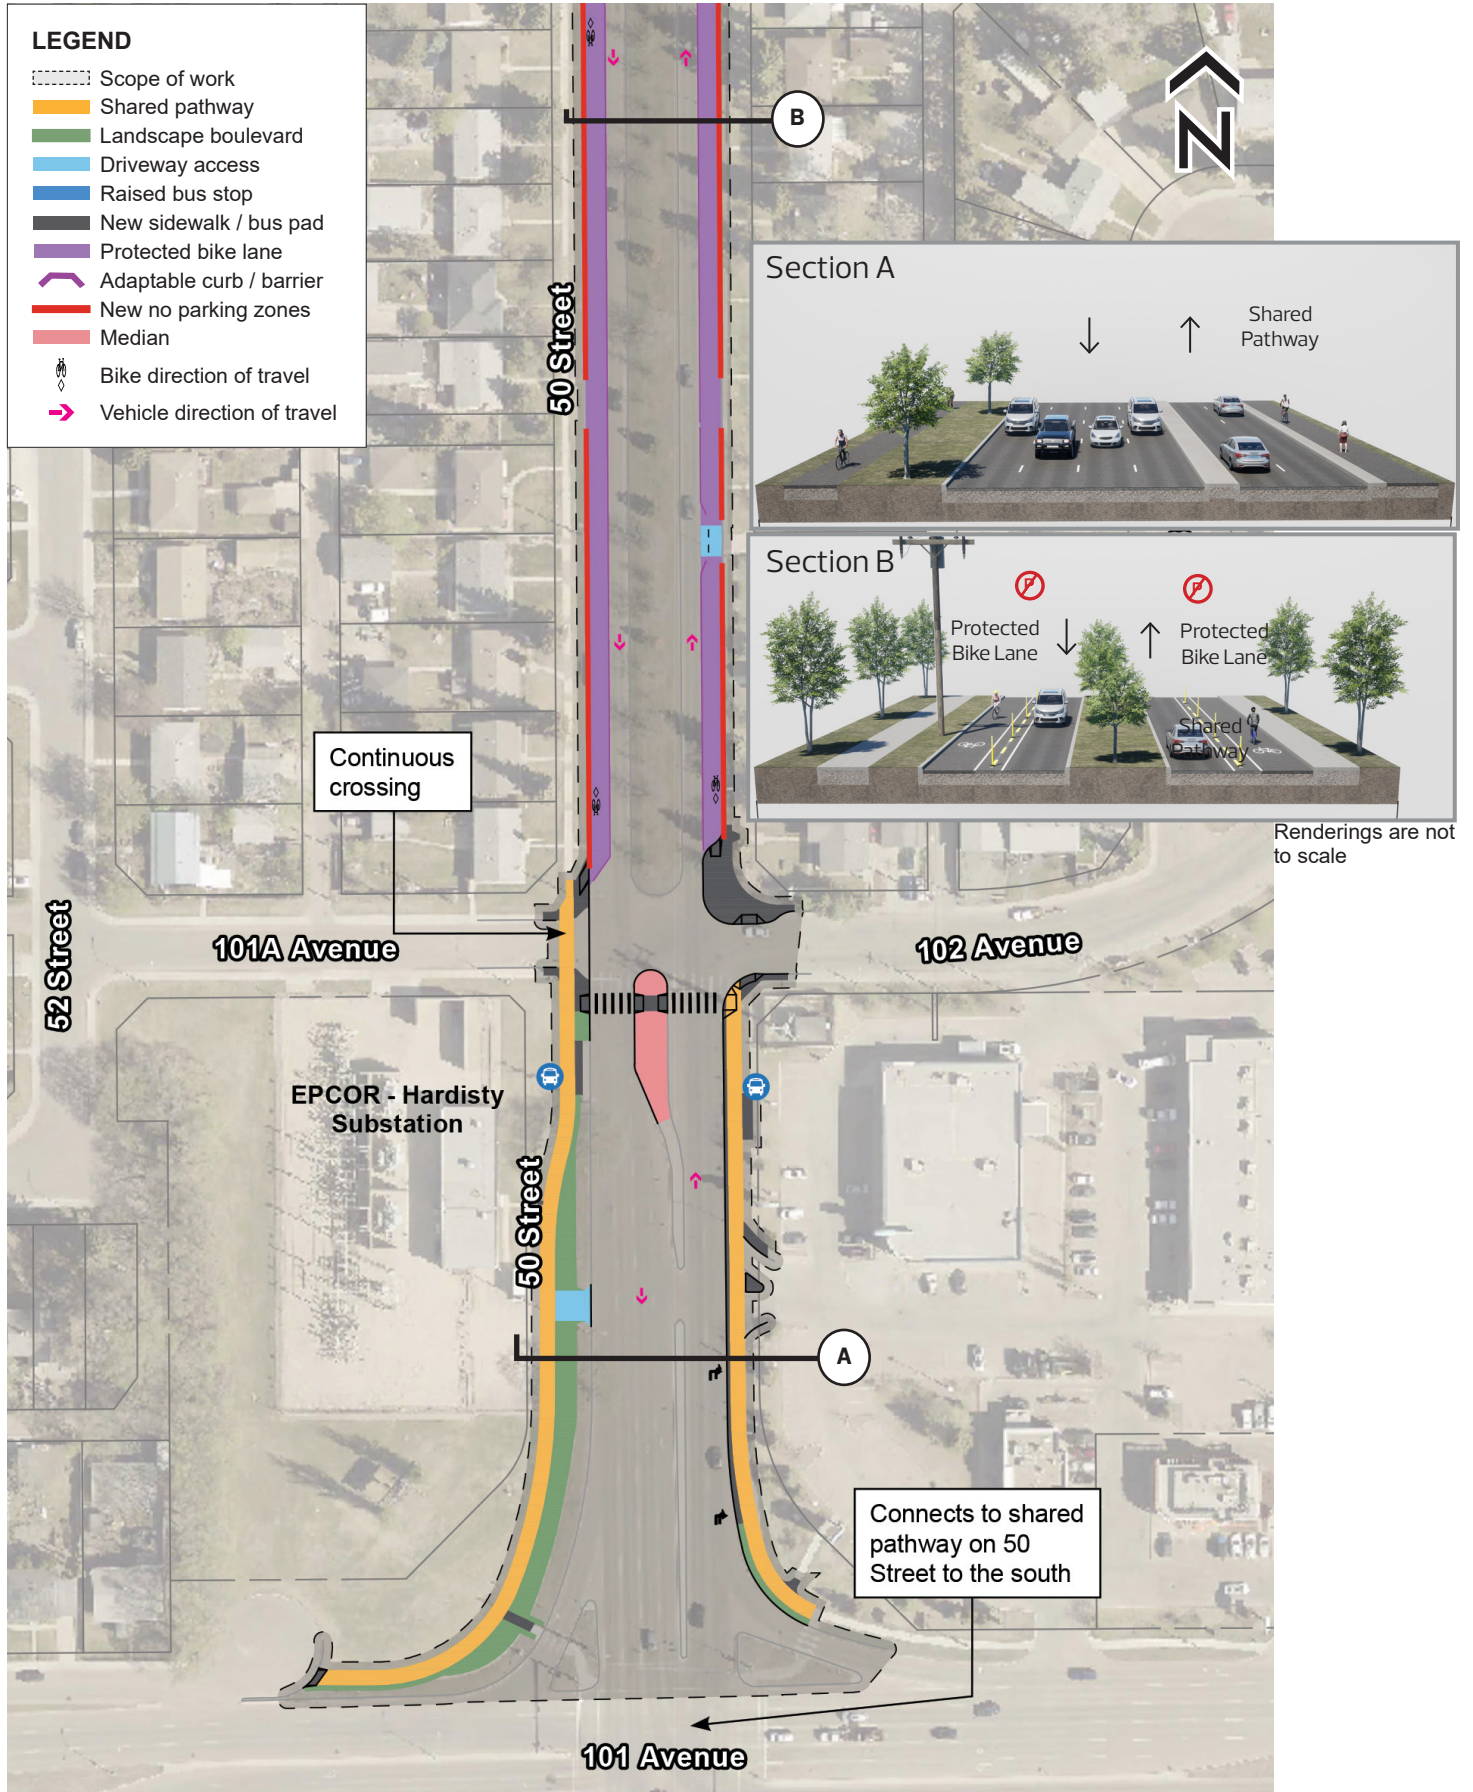 LEGEND
Scope of work
Shared pathway
Landscape boulevard
Driveway access
Raised bus stop
New sidewalk / bus pad
Protected bike lane
Adaptable curb / barrier
New no parking zones
Median
Bike direction of travel
Vehicle direction of travel
B
N
50 Street
Section A
Shared
Pathway
Section B
P
P
Protected
Bike Lane
Protected
Bike Lane
Shared
Pathway
Renderings are not
to scale
Continuous
crossing
52 Street
101A Avenue
102 Avenue
EPCOR - Hardisty
Substation
50 Street
A
Connects to shared
pathway on 50
Street to the south
101 Avenue